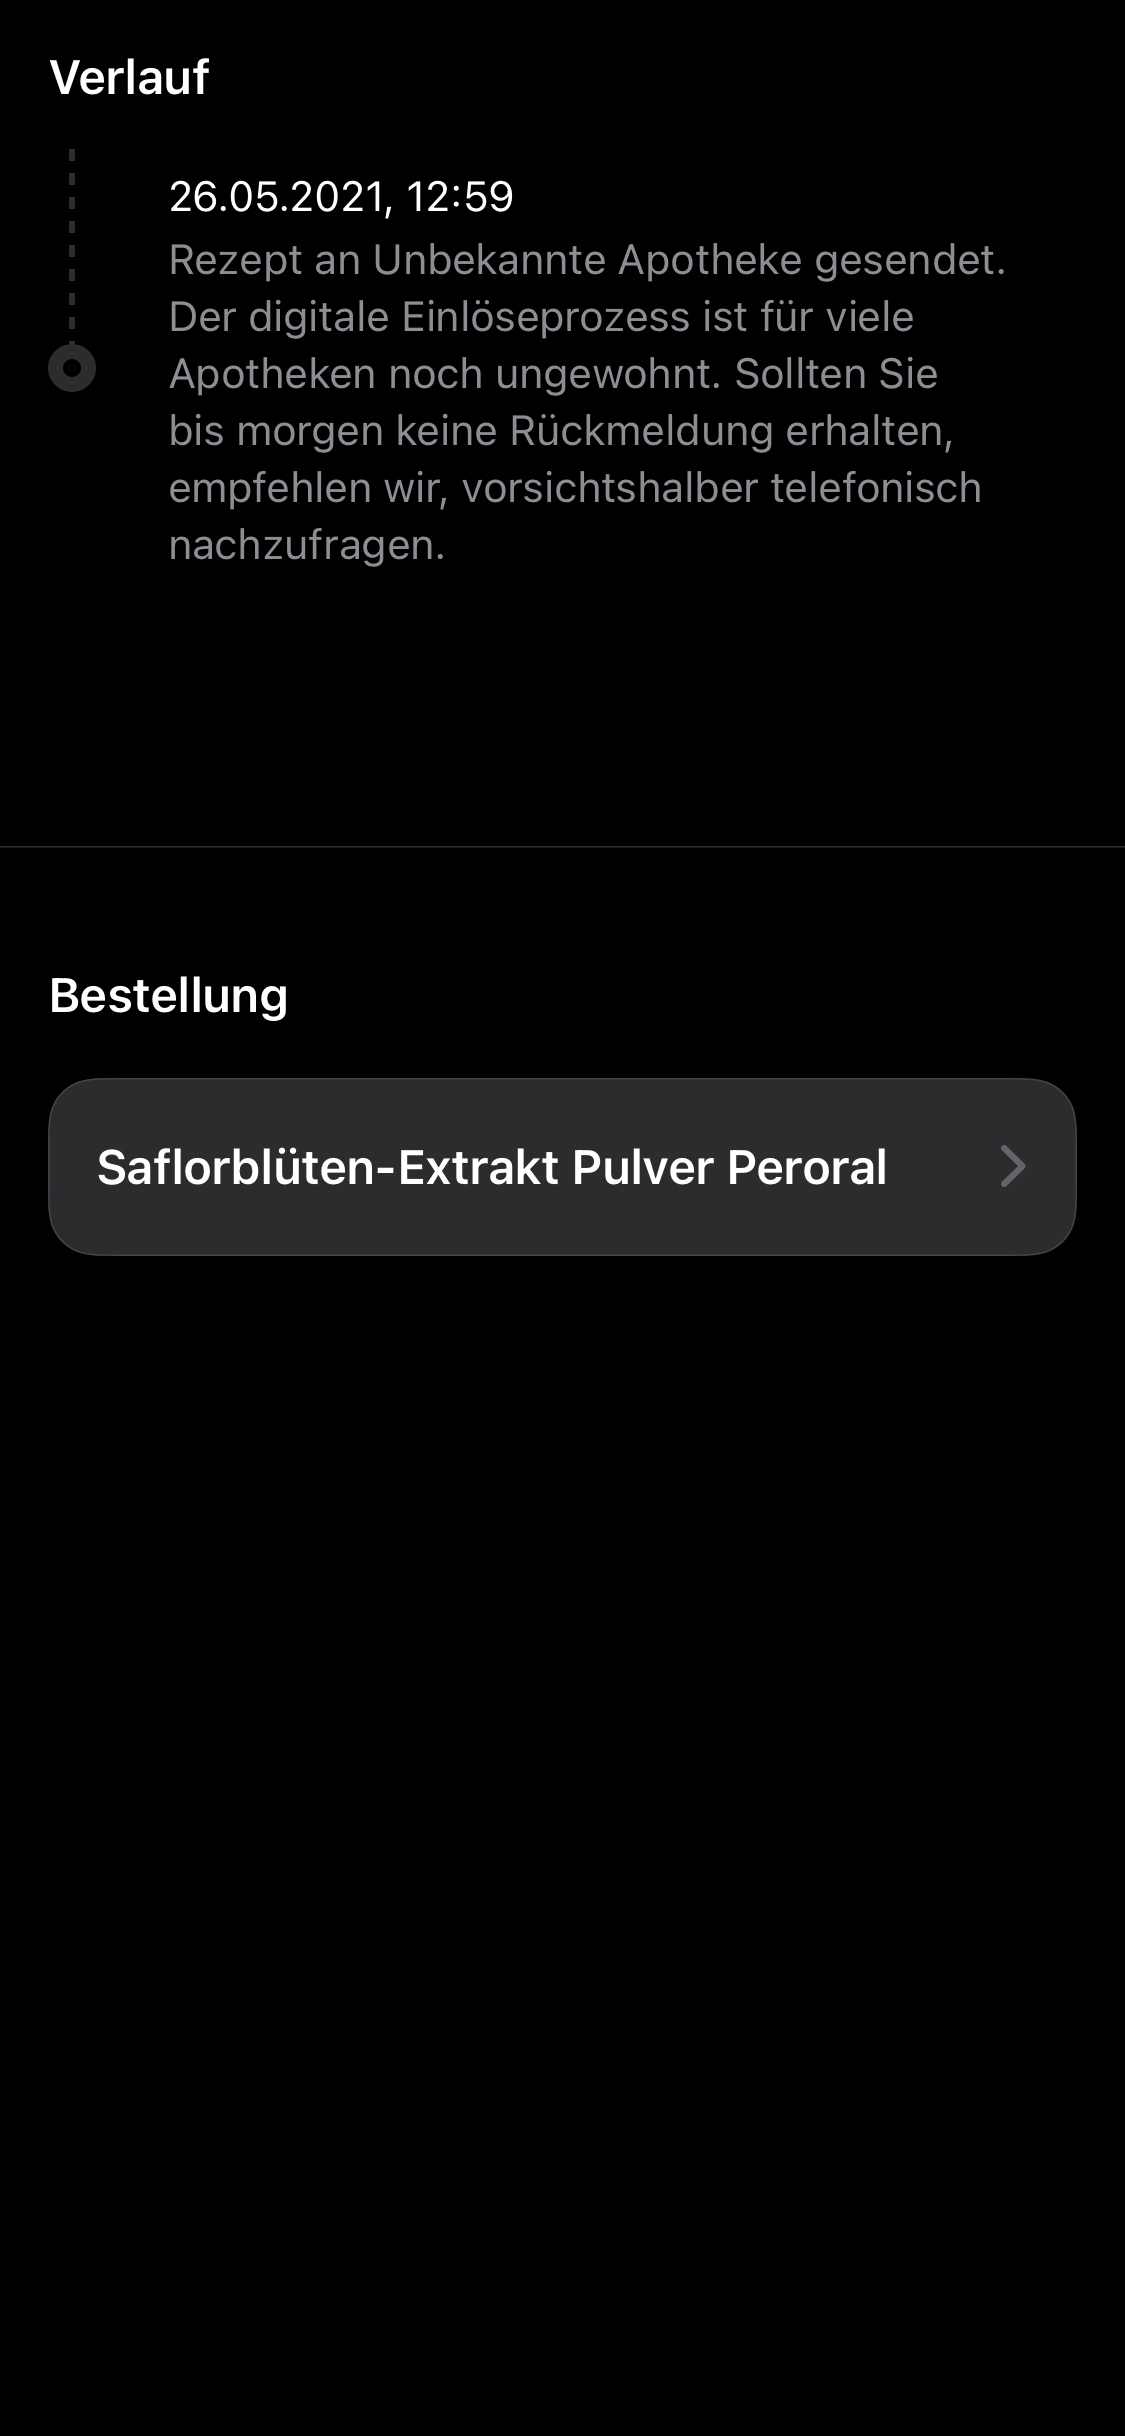 Verlauf
26.05.2021, 12:59
Rezept an Unbekannte Apotheke gesendet.
Der digitale Einlöseprozess ist für viele
Apotheken noch ungewohnt. Sollten Sie
bis morgen keine Rückmeldung erhalten,
empfehlen wir, vorsichtshalber telefonisch
nachzufragen.
Bestellung
Saflorblüten-Extrakt Pulver Peroral